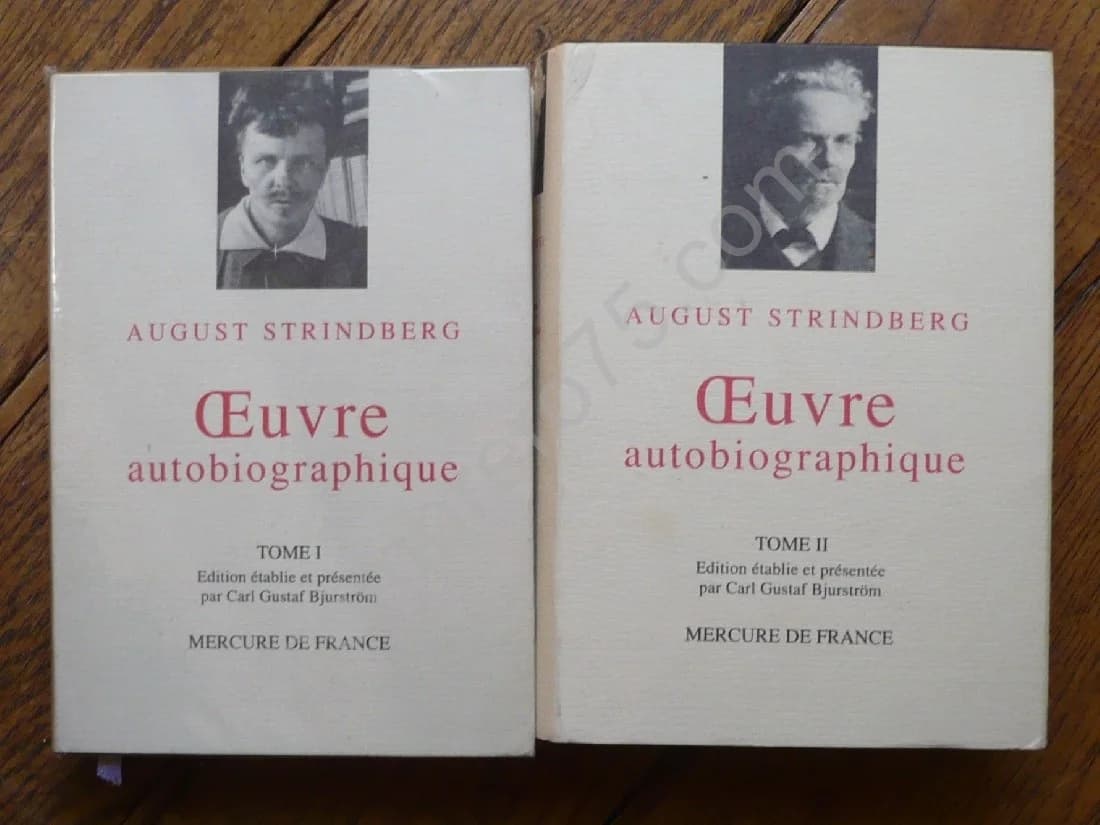 AUGUST STRINDBERG
Œuvre
autobiographique
TOME I
Edition établie et présentée
par Carl Gustaf Bjurström
MERCURE DE FRANCE
AUGUST STRINDBERG
Œuvre
autobiographique
TOME II
Edition établie et présentée
par Carl Gustaf Bjurström
MERCURE DE FRANCE